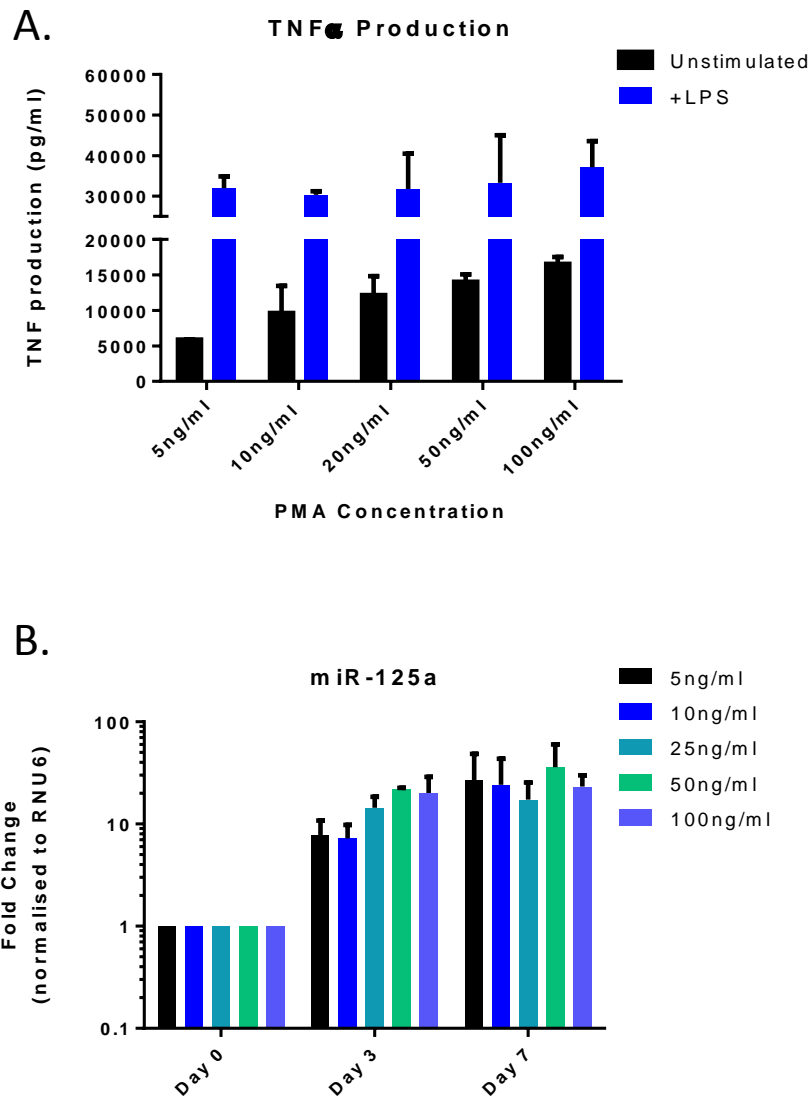 A.
TNFα Production
Unstimulated
+LPS
TNF production (pg/ml)
60000
50000
40000
30000
20000
15000
10000
5000
0
5ng/ml
10ng/ml
20ng/ml
50ng/ml
100ng/ml
PMA Concentration
B.
miR-125a
5ng/ml
10ng/ml
25ng/ml
50ng/ml
100ng/ml
Fold Change
(normalised to RNU6)
100
10
1
0.1
Day 0
Day 3
Day 7